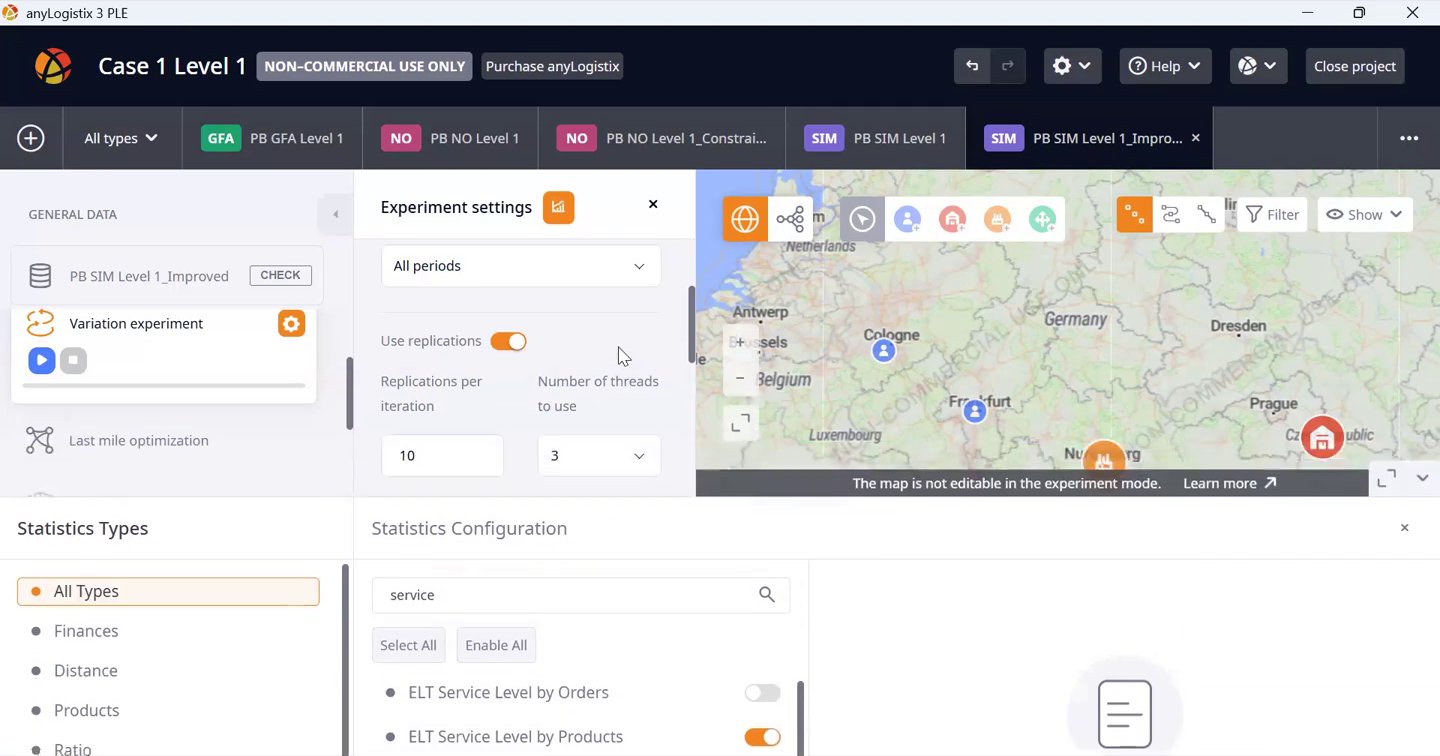 anyLogistix 3 PLE
Case 1 Level 1
NON-COMMERCIAL USE ONLY
Purchase anyLogistix
Help
Close project
All types
GFA PB GFA Level 1
NO PB NO Level 1
NO PB NO Level 1_Constrai...
SIM PB SIM Level 1
SIM PB SIM Level 1_Impro...
GENERAL DATA
PB SIM Level 1_Improved
CHECK
Variation experiment
Last mile optimization
Experiment settings
All periods
Use replications
Replications per
iteration
Number of threads
to use
10
3
Filter
Show
Netherlands
Antwerp
Cologne
Germany
Dresden
Belgium
Frankfurt
Prague
Luxembourg
The map is not editable in the experiment mode.
Learn more
Statistics Types
All Types
Finances
Distance
Products
Ratio
Statistics Configuration
service
Select All
Enable All
ELT Service Level by Orders
ELT Service Level by Products